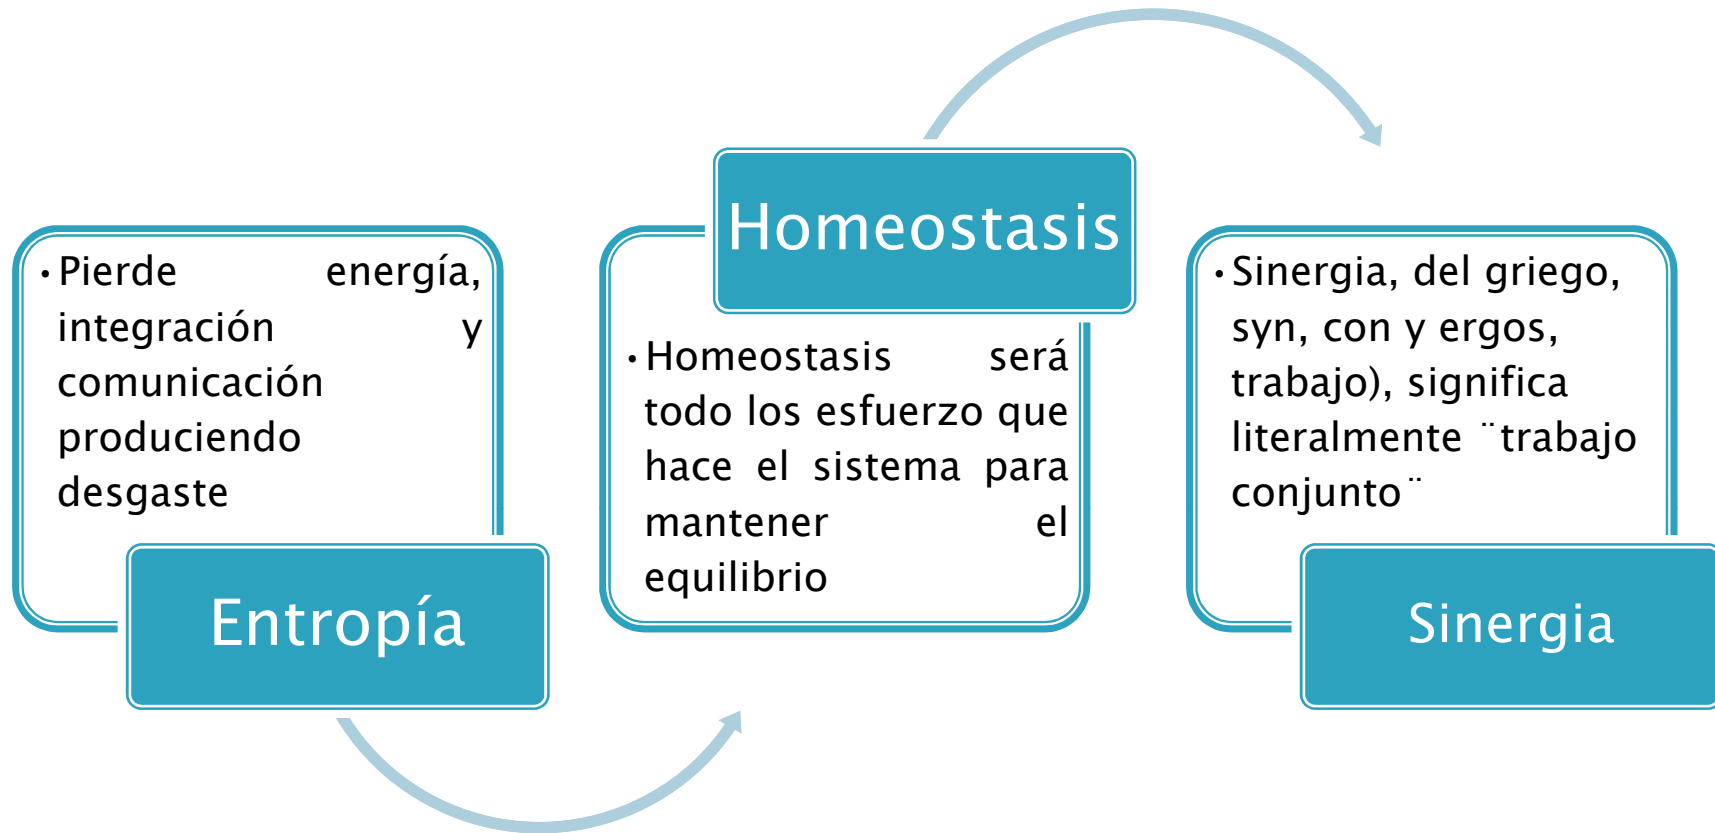 • Pierde energía,
integración y
comunicación
produciendo
desgaste
Entropía
Homeostasis
• Homeostasis será
todo los esfuerzo que
hace el sistema para
mantener el
equilibrio
• Sinergia, del griego,
syn, con y ergos,
trabajo), significa
literalmente ¨trabajo
conjunto¨
Sinergia